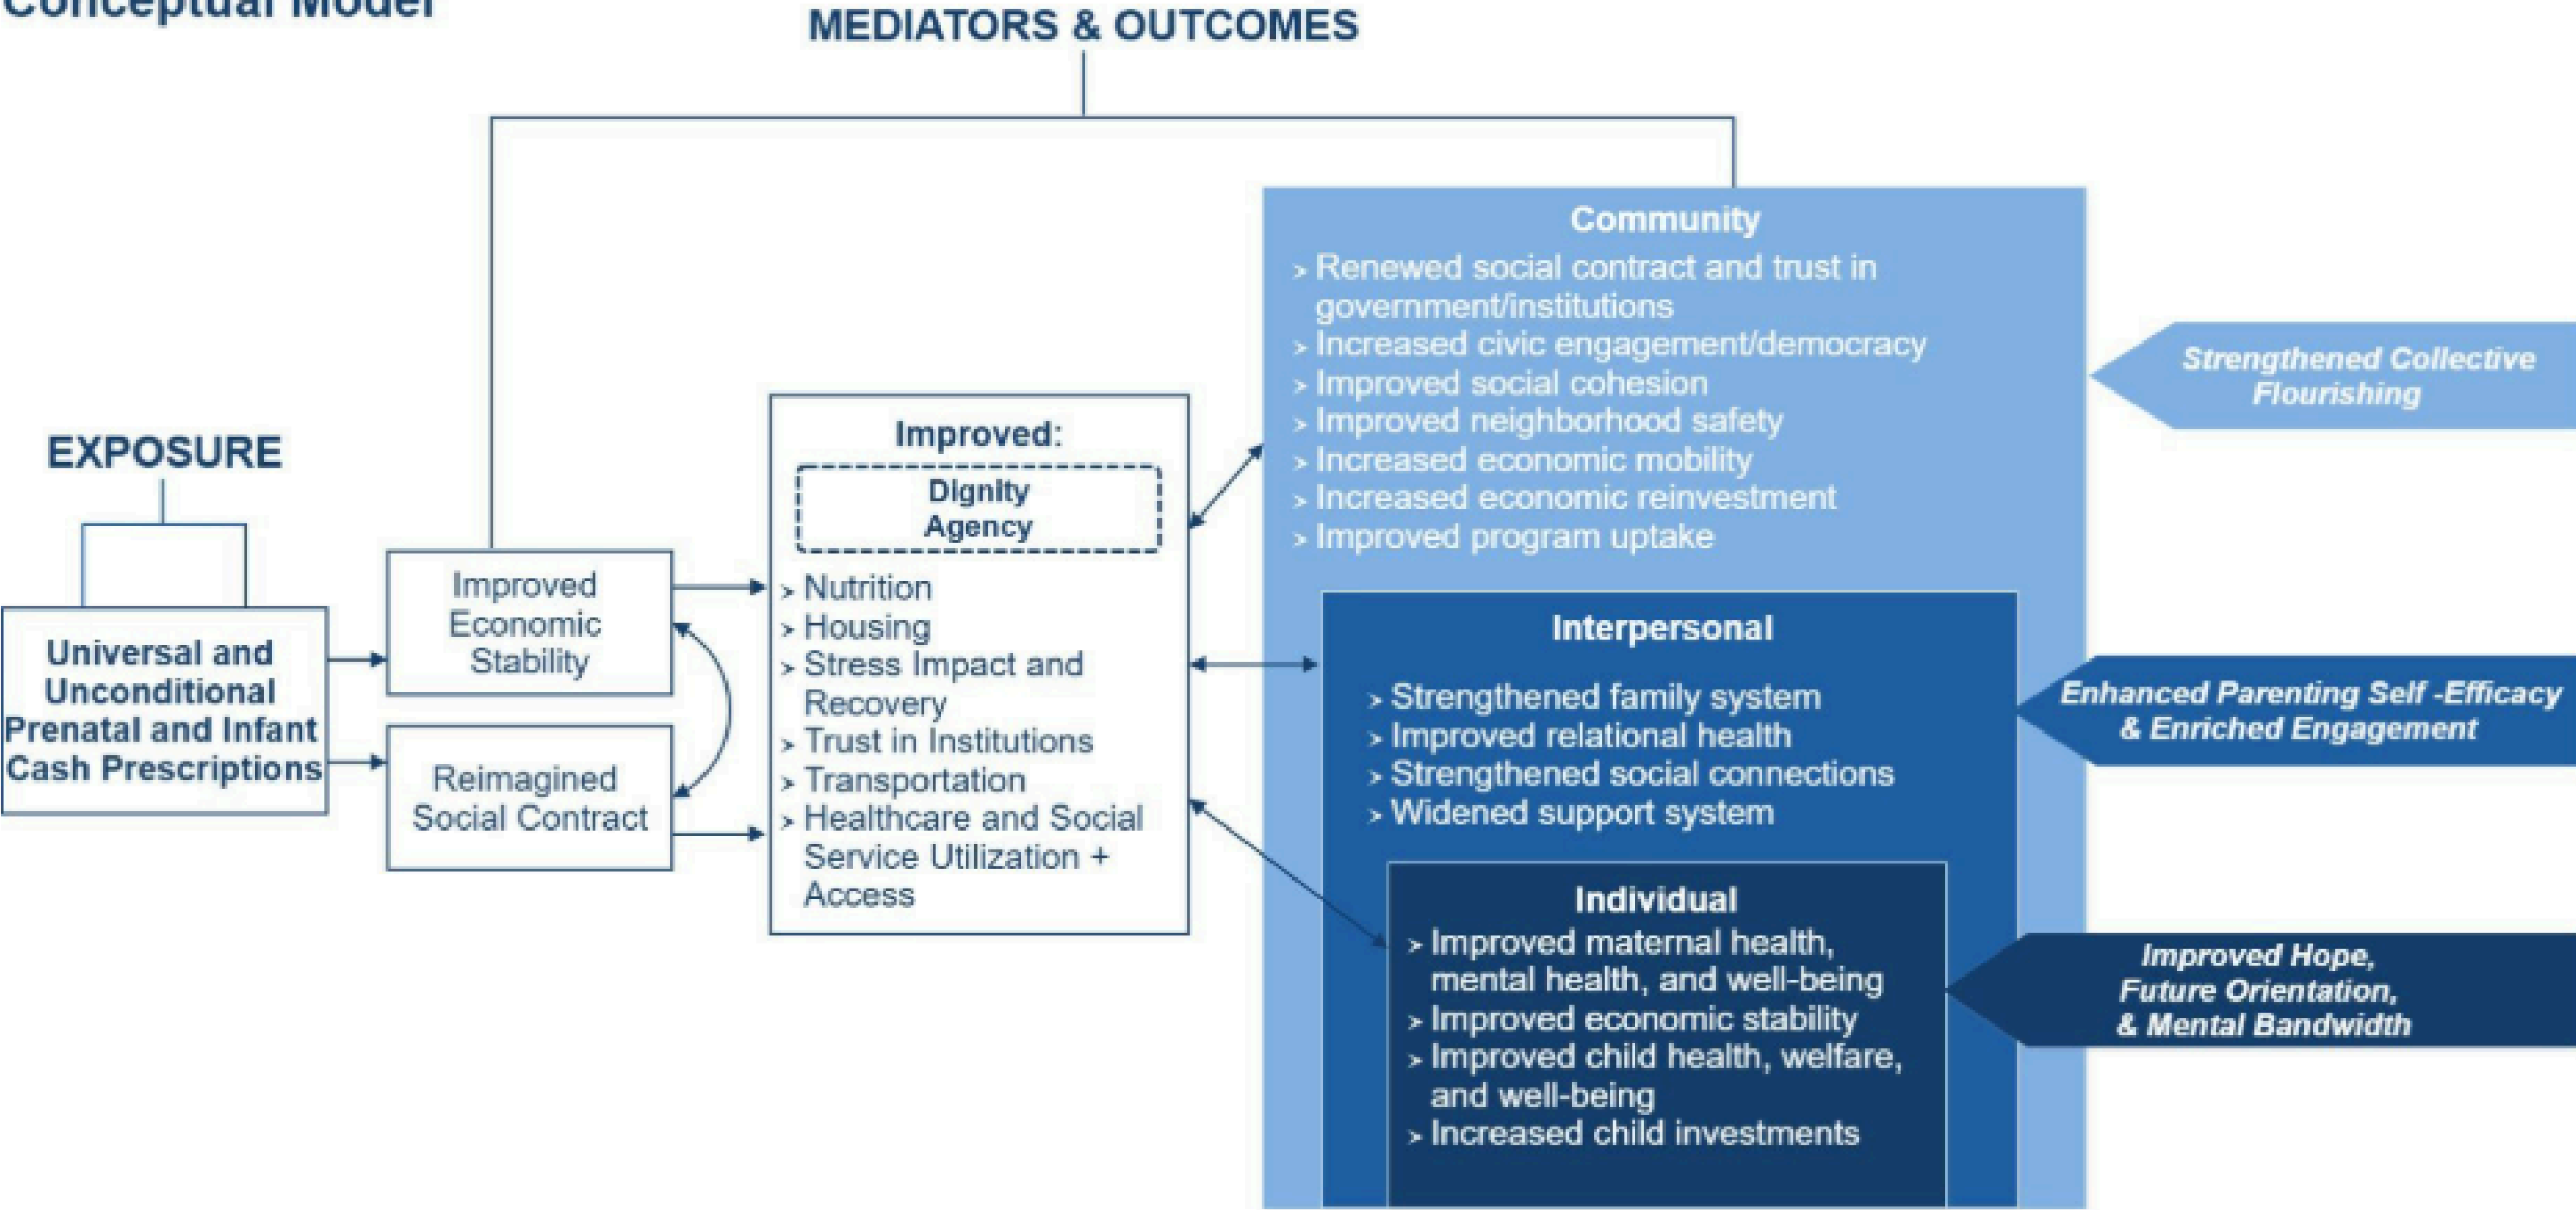 Conceptual Model
MEDIATORS & OUTCOMES
EXPOSURE
Universal and
Unconditional
Prenatal and Infant
Cash Prescriptions
Improved
Economic
Stability
Reimagined
Social Contract
Improved:
Dignity
Agency
➢ Nutrition
➢ Housing
➢ Stress Impact and
Recovery
➢ Trust in Institutions
➢ Transportation
➢ Healthcare and Social
Service Utilization +
Access
Community
➢ Renewed social contract and trust in
government/institutions
➢ Increased civic engagement/democracy
➢ Improved social cohesion
➢ Improved neighborhood safety
➢ Increased economic mobility
➢ Increased economic reinvestment
➢ Improved program uptake
Interpersonal
➢ Strengthened family system
➢ Improved relational health
➢ Strengthened social connections
➢ Widened support system
Individual
➢ Improved maternal health,
mental health, and well-being
➢ Improved economic stability
➢ Improved child health, welfare,
and well-being
➢ Increased child investments
Strengthened Collective
Flourishing
Enhanced Parenting Self -Efficacy
& Enriched Engagement
Improved Hope,
Future Orientation,
& Mental Bandwidth